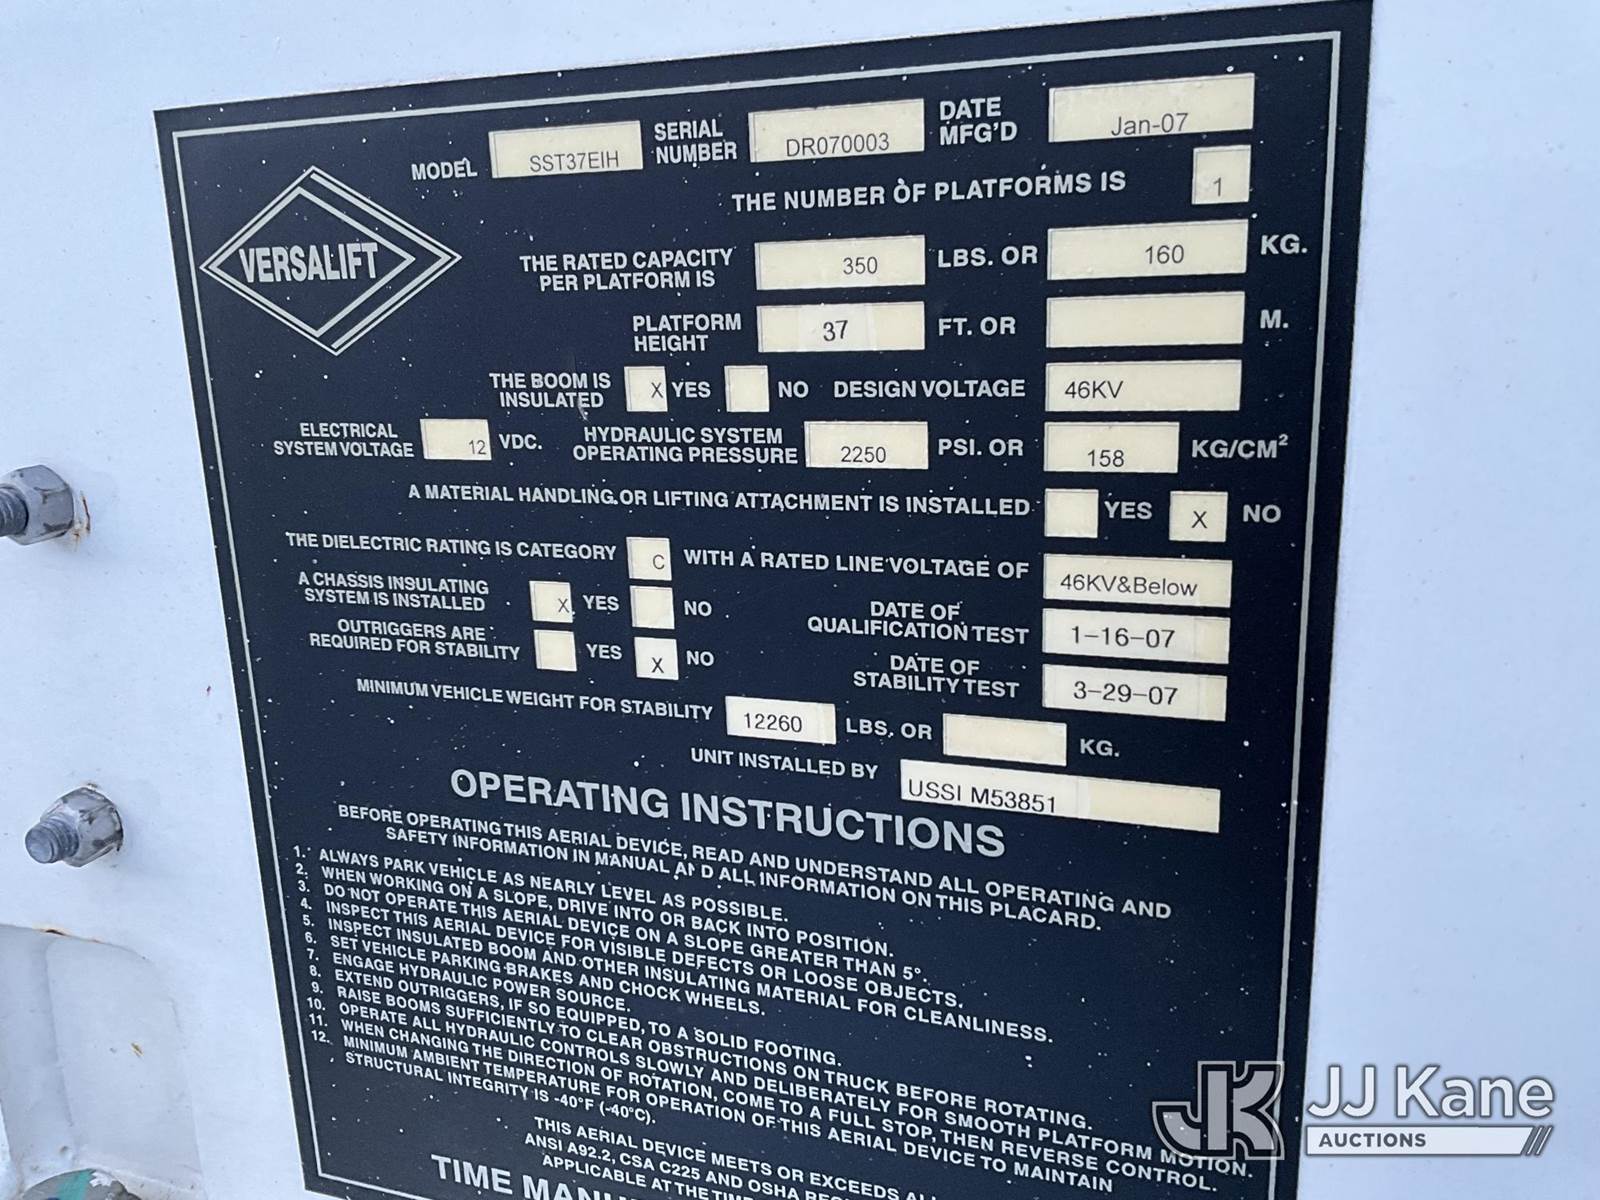 MODEL SST37EIH SERIAL NUMBER DR070003 DATE MFG'D Jan-07
THE NUMBER OF PLATFORMS IS 1
VERSALIFT
THE RATED CAPACITY PER PLATFORM IS 350 LBS. OR 160 KG.
PLATFORM HEIGHT 37 FT. OR M.
THE BOOM IS INSULATED X YES NO DESIGN VOLTAGE 46KV
ELECTRICAL SYSTEM VOLTAGE 12 VDC. HYDRAULIC SYSTEM OPERATING PRESSURE 2250 PSI. OR 158 KG/CM²
A MATERIAL HANDLING OR LIFTING ATTACHMENT IS INSTALLED YES X NO
THE DIELECTRIC RATING IS CATEGORY C WITH A RATED LINE VOLTAGE OF 46KV&Below
A CHASSIS INSULATING SYSTEM IS INSTALLED X YES NO DATE OF QUALIFICATION TEST 1-16-07
OUTRIGGERS ARE REQUIRED FOR STABILITY YES X NO DATE OF STABILITY TEST 3-29-07
MINIMUM VEHICLE WEIGHT FOR STABILITY 12260 LBS. OR KG.
UNIT INSTALLED BY USSI M53851
OPERATING INSTRUCTIONS
BEFORE OPERATING THIS AERIAL DEVICE, READ AND UNDERSTAND ALL OPERATING AND
SAFETY INFORMATION IN MANUAL AND ALL INFORMATION ON THIS PLACARD.
1. ALWAYS PARK VEHICLE AS NEARLY LEVEL AS POSSIBLE.
2. WHEN WORKING ON A SLOPE, DRIVE INTO OR BACK INTO POSITION.
3. DO NOT OPERATE THIS AERIAL DEVICE ON A SLOPE GREATER THAN 5°.
4. INSPECT THIS AERIAL DEVICE FOR VISIBLE DEFECTS OR LOOSE OBJECTS.
5. INSPECT INSULATED BOOM AND OTHER INSULATING MATERIAL FOR CLEANLINESS.
6. SET VEHICLE PARKING BRAKES AND CHOCK WHEELS.
7. ENGAGE HYDRAULIC POWER SOURCE.
8. EXTEND OUTRIGGERS, IF SO EQUIPPED, TO A SOLID FOOTING.
9. RAISE BOOMS SUFFICIENTLY TO CLEAR OBSTRUCTIONS ON TRUCK BEFORE ROTATING.
10. OPERATE ALL HYDRAULIC CONTROLS SLOWLY AND DELIBERATELY FOR SMOOTH PLATFORM MOTION.
11. WHEN CHANGING THE DIRECTION OF ROTATION, COME TO A FULL STOP, THEN REVERSE CONTROL.
12. MINIMUM AMBIENT TEMPERATURE FOR OPERATION OF THIS AERIAL DEVICE TO MAINTAIN
STRUCTURAL INTEGRITY IS -40°F (-40°C).
THIS AERIAL DEVICE MEETS OR EXCEEDS
ANSI A92.2, CSA C225 AND OSHA
APPLICABLE AT THE
TIME
JK JJ Kane
AUCTIONS